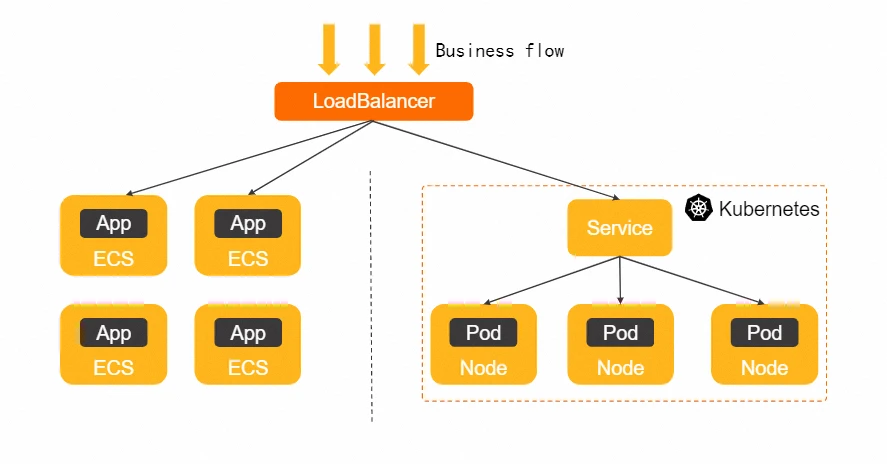 Business flow
LoadBalancer
App
ECS
App
ECS
Service
Kubernetes
App
ECS
App
ECS
Pod
Node
Pod
Node
Pod
Node